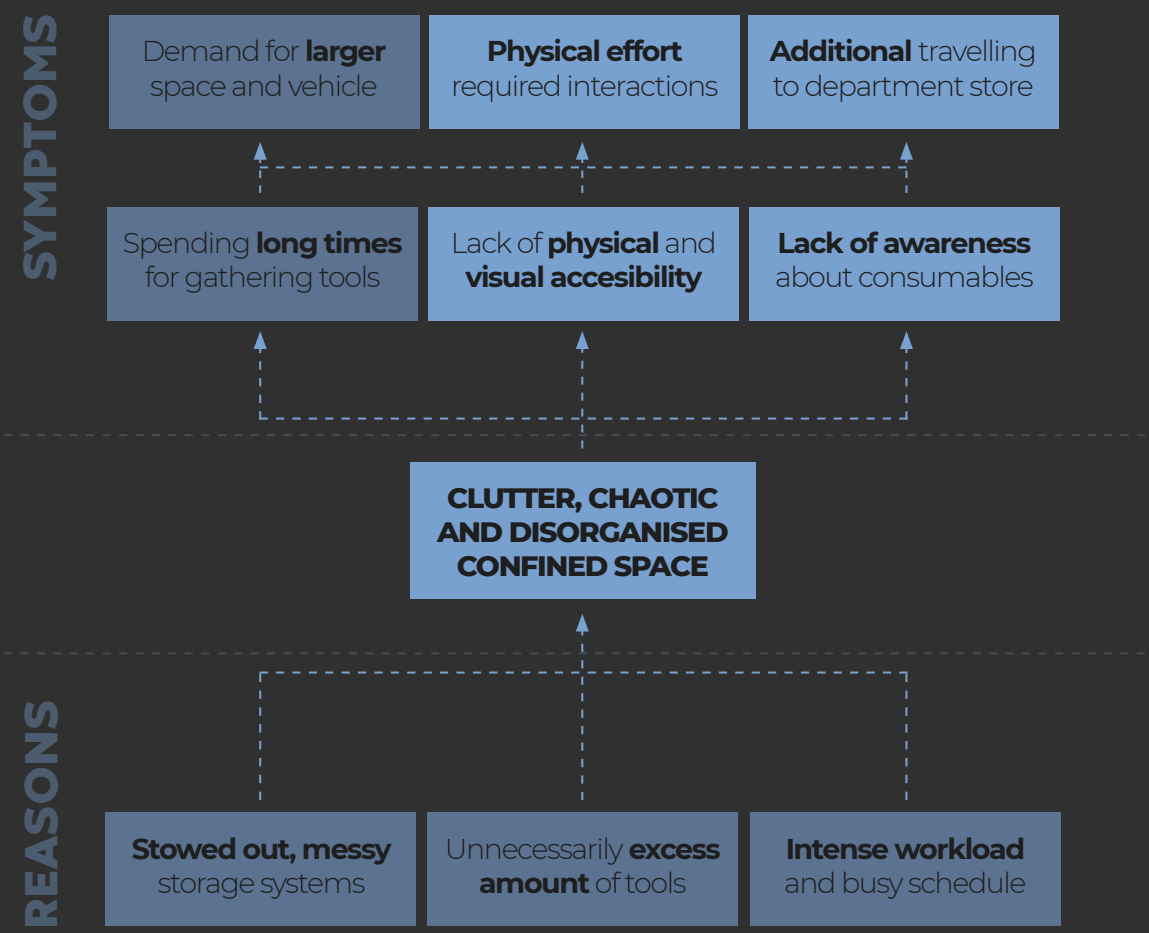 SYMPTOMS
Demand for larger
space and vehicle
Physical effort
required interactions
Additional travelling
to department store
Spending long times
for gathering tools
Lack of physical and
visual accesibility
Lack of awareness
about consumables
CLUTTER, CHAOTIC
AND DISORGANISED
CONFINED SPACE
REASONS
Stowed out, messy
storage systems
Unnecessarily excess
amount of tools
Intense workload
and busy schedule